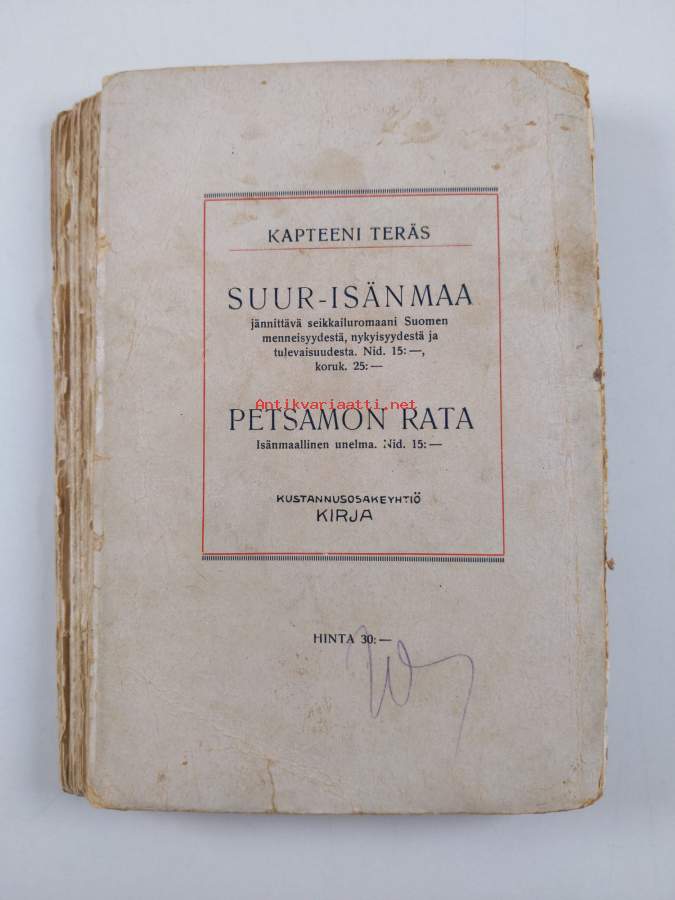 KAPTEENI TERÄS
SUUR-ISÄNMAA
jännittävä seikkailuromaani Suomen
menneisyydestä, nykyisyydestä ja
tulevaisuudesta. Nid. 15:—,
koruk. 25:—
Antikvariaatti.net
PETSAMON RATA
Isänmaallinen unelma. Nid. 15:—
KUSTANNUSOSAKEYHTIÖ
KIRJA
HINTA 30:—